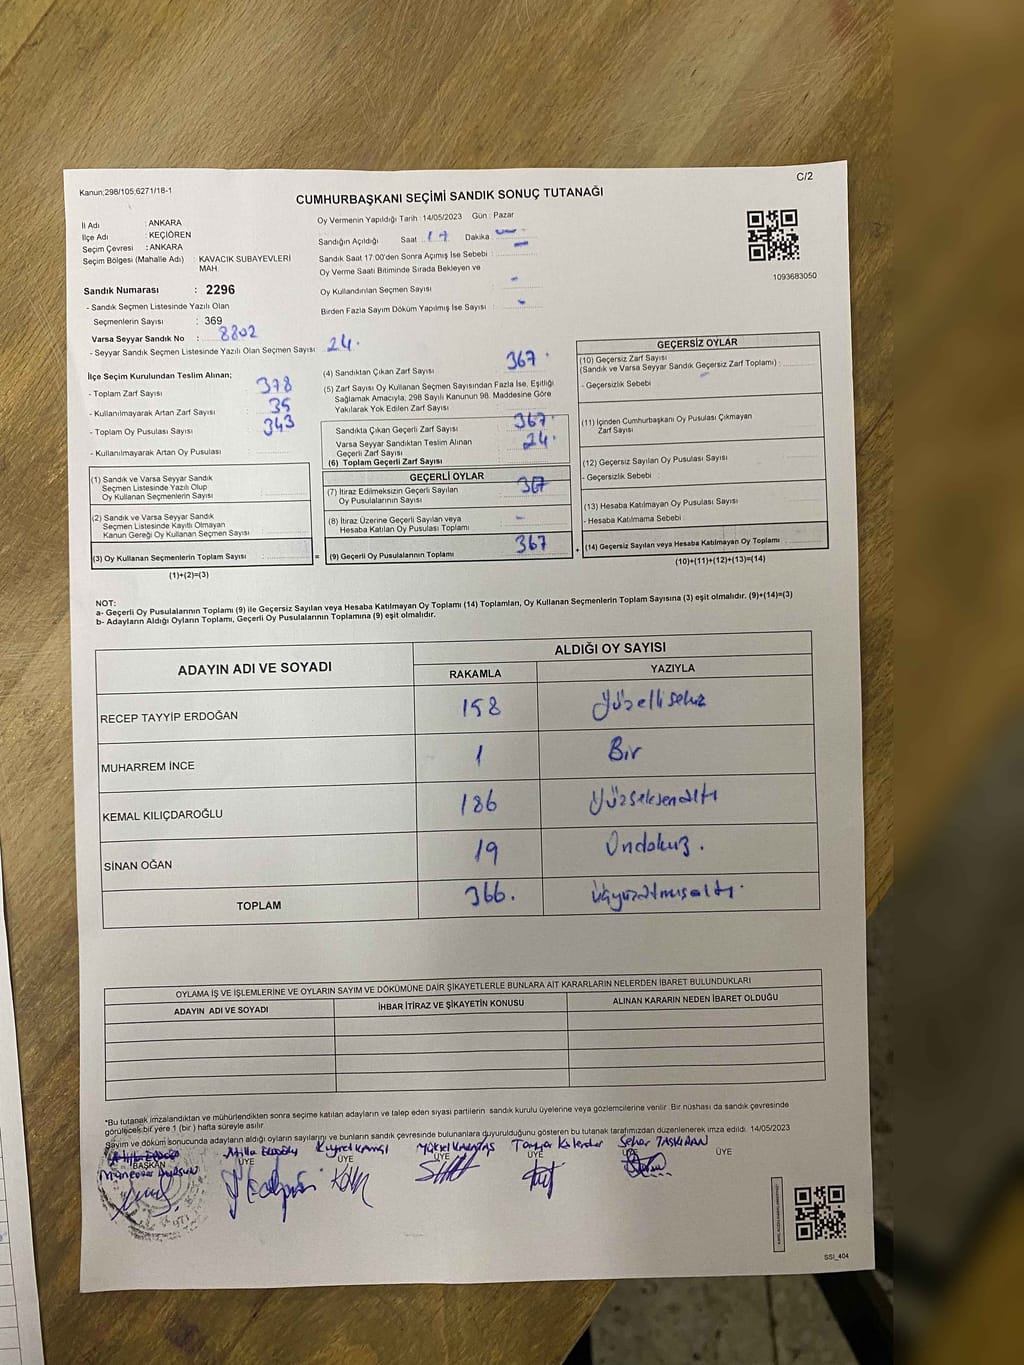 Kanun;298/105,6271/18-1
C/2
CUMHURBAŞKANI SEÇİMİ SANDIK SONUÇ TUTANAĞI
İl Adı : ANKARA
İlçe Adı : KEÇİÖREN
Seçim Çevresi : ANKARA
Seçim Bölgesi (Mahalle Adı) : KAVACIK SUBAYEVLERİ
MAH
Sandık Numarası : 2296
- Sandık Seçmen Listesinde Yazılı Olan
Seçmenlerin Sayısı : 369
Varsa Seyyar Sandık No : 8802
- Seyyar Sandık Seçmen Listesinde Yazılı Olan Seçmen Sayısı: 24.
Oy Vermenin Yapıldığı Tarih : 14/05/2023 Gün : Pazar
Sandığın Açıldığı Saat 17 Dakika -
Sandık Saat 17:00'den Sonra Açımış İse Sebebi : -
Oy Verme Saati Bitiminde Sırada Bekleyen ve
Oy Kullandırılan Seçmen Sayısı -
Birden Fazla Sayım Döküm Yapılmış İse Sayısı : -
1093683050
İlçe Seçim Kurulundan Teslim Alınan;
- Toplam Zarf Sayısı 378
- Kullanılmayarak Artan Zarf Sayısı : 35
- Toplam Oy Pusulası Sayısı 343
- Kullanılmayarak Artan Oy Pusulası
(1) Sandık ve Varsa Seyyar Sandık
Seçmen Listesinde Yazılı Olup
Oy Kullanan Seçmenlerin Sayısı :
(2) Sandık ve Varsa Seyyar Sandık
Seçmen Listesinde Kayıtlı Olmayan
Kanun Gereği Oy Kullanan Seçmen Sayısı :
(3) Oy Kullanan Seçmenlerin Toplam Sayısı :
(1)+(2)=(3)
(4) Sandıktan Çıkan Zarf Sayısı : 367
(5) Zarf Sayısı Oy Kullanan Seçmen Sayısından Fazla İse, Eşitliği
Sağlamak Amacıyla, 298 Sayılı Kanunun 98. Maddesine Göre
Yakılarak Yok Edilen Zarf Sayısı :
Sandıkta Çıkan Geçerli Zarf Sayısı : 367.
Varsa Seyyar Sandıktan Teslim Alınan
Geçerli Zarf Sayısı : 24.
(6) Toplam Geçerli Zarf Sayısı
GEÇERLİ OYLAR
(7) İtiraz Edilmeksizin Geçerli Sayılan
Oy Pusulalarının Sayısı : 367
(8) İtiraz Üzerine Geçerli Sayılan veya
Hesaba Katılan Oy Pusulası Toplamı : -
= (9) Geçerli Oy Pusulalarının Toplamı 367
GEÇERSİZ OYLAR
(10) Geçersiz Zarf Sayısı
(Sandık ve Varsa Seyyar Sandık Geçersiz Zarf Toplamı) :
- Geçersizlik Sebebi : -
(11) İçinden Cumhurbaşkanı Oy Pusulası Çıkmayan
Zarf Sayısı :
(12) Geçersiz Sayılan Oy Pusulası Sayısı :
- Geçersizlik Sebebi :
(13) Hesaba Katılmayan Oy Pusulası Sayısı :
- Hesaba Katılmama Sebebi :
+ (14) Geçersiz Sayılan veya Hesaba Katılmayan Oy Toplamı :
(10)+(11)+(12)+(13)=(14)
NOT:
a- Geçerli Oy Pusulalarının Toplamı (9) ile Geçersiz Sayılan veya Hesaba Katılmayan Oy Toplamı (14) Toplamları, Oy Kullanan Seçmenlerin Toplam Sayısına (3) eşit olmalıdır. (9)+(14)=(3)
b- Adayların Aldığı Oyların Toplamı, Geçerli Oy Pusulalarının Toplamına (9) eşit olmalıdır.
ADAYIN ADI VE SOYADI
ALDIĞI OY SAYISI
RAKAMLA YAZIYLA
RECEP TAYYİP ERDOĞAN 158 Yüzellisekiz
MUHARREM İNCE 1 Bir
KEMAL KILIÇDAROĞLU 186 Yüzseksenaltı
SİNAN OĞAN 19 Ondokuz.
TOPLAM 366. üçyüzatmışaltı.
OYLAMA İŞ VE İŞLEMLERİNE VE OYLARIN SAYIM VE DÖKÜMÜNE DAİR ŞİKAYETLERLE BUNLARA AİT KARARLARIN NELERDEN İBARET BULUNDUKLARI
ADAYIN ADI VE SOYADI İHBAR İTİRAZ VE ŞİKAYETİN KONUSU ALINAN KARARIN NEDEN İBARET OLDUĞU
*Bu tutanak imzalandıktan ve mühürlendikten sonra seçime katılan adayların ve talep eden siyasi partilerin sandık kurulu üyelerine veya gözlemcilerine verilir. Bir nüshası da sandık çevresinde
görülecek bir yere 1 (bir) hafta süreyle asılır.
Sayım ve döküm sonucunda adayların aldığı oyların sayılarını ve bunların sandık çevresinde bulunanlara duyurulduğunu gösteren bu tutanak tarafımızdan düzenlenerek imza edildi. 14/05/2023
BAŞKAN ÜYE ÜYE ÜYE ÜYE ÜYE ÜYE
Seher TAŞKIRAN
SSI_404